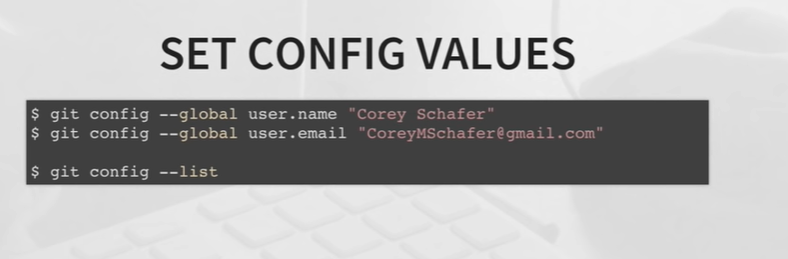 SET CONFIG VALUES
$ git config --global user.name "Corey Schafer"
$ git config --global user.email "CoreyMSchafer@gmail.com"
$ git config --list